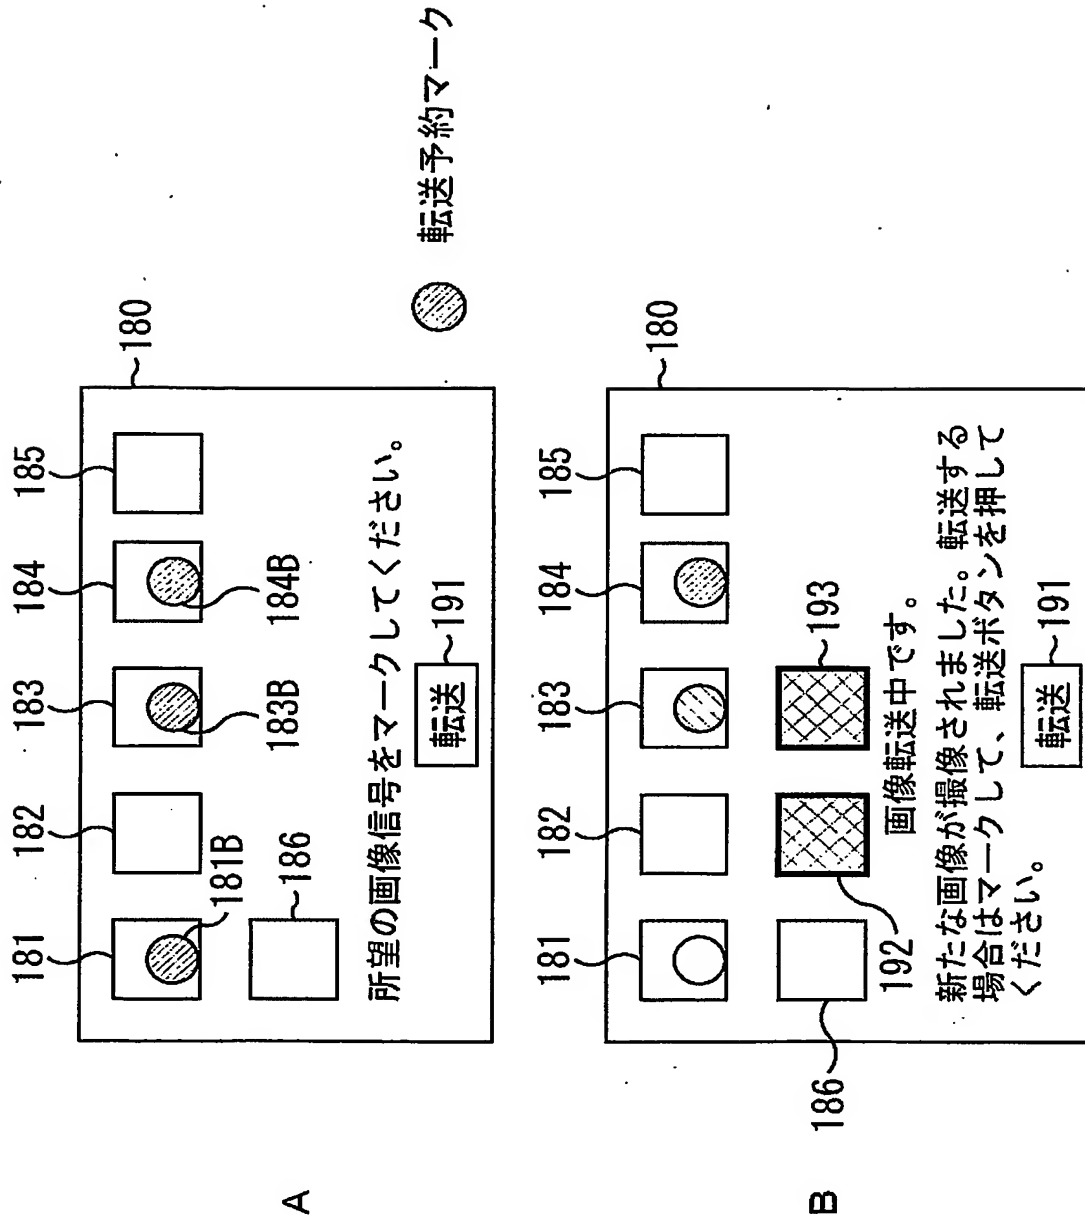 A
181
182
183
184
185
180
181B
183B
184B
186
所望の画像信号をマークしてください。
転送
191
転送予約マーク
B
181
182
183
184
185
180
186
192
193
画像転送中です。
新たな画像が撮像されました。転送する
場合はマークして、転送ボタンを押して
ください。
転送
191